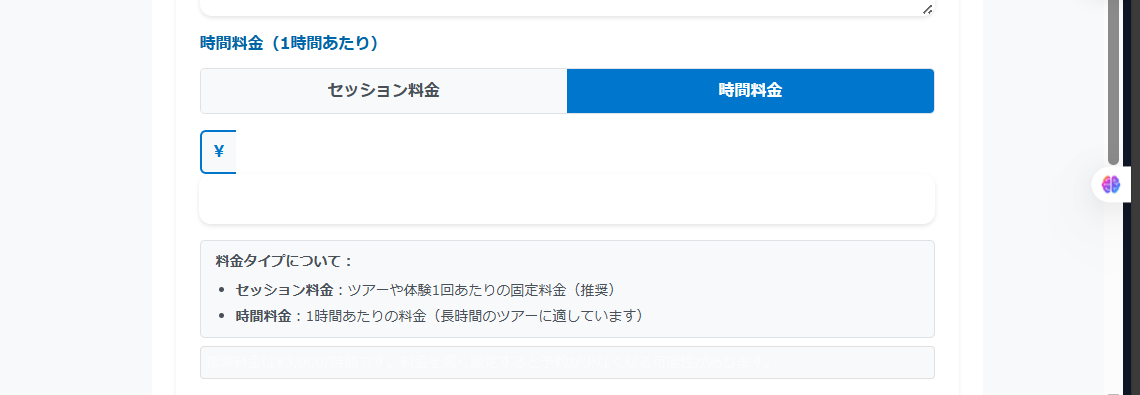 時間料金（1時間あたり）
セッション料金
時間料金
¥
料金タイプについて：
• セッション料金：ツアーや体験1回あたりの固定料金（推奨）
• 時間料金：1時間あたりの料金（長時間のツアーに適しています）